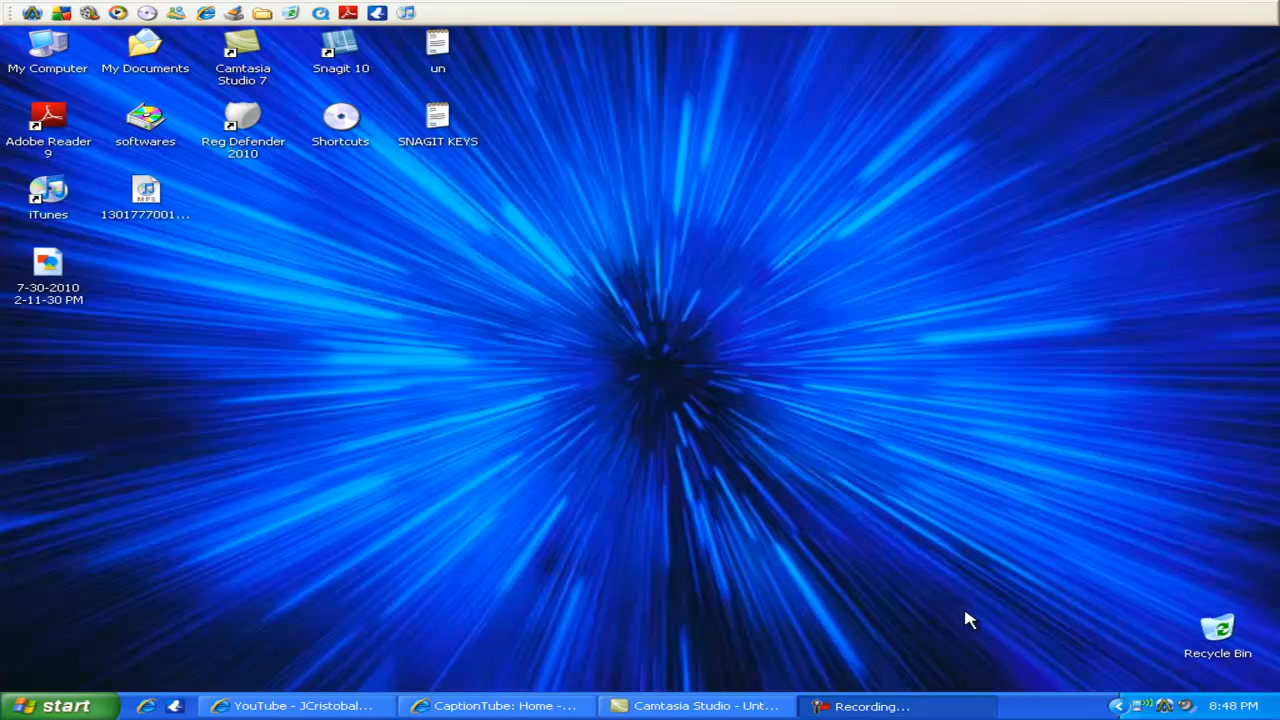 My Computer
My Documents
Camtasia
Studio 7
Snagit 10
un
Adobe Reader
9
softwares
Reg Defender
2010
Shortcuts
SNAGIT KEYS
iTunes
MP3
1301777001...
7-30-2010
2-11-30 PM
Recycle Bin
start
YouTube - JCristobal...
CaptionTube: Home -...
Camtasia Studio - Unt...
Recording...
8:48 PM